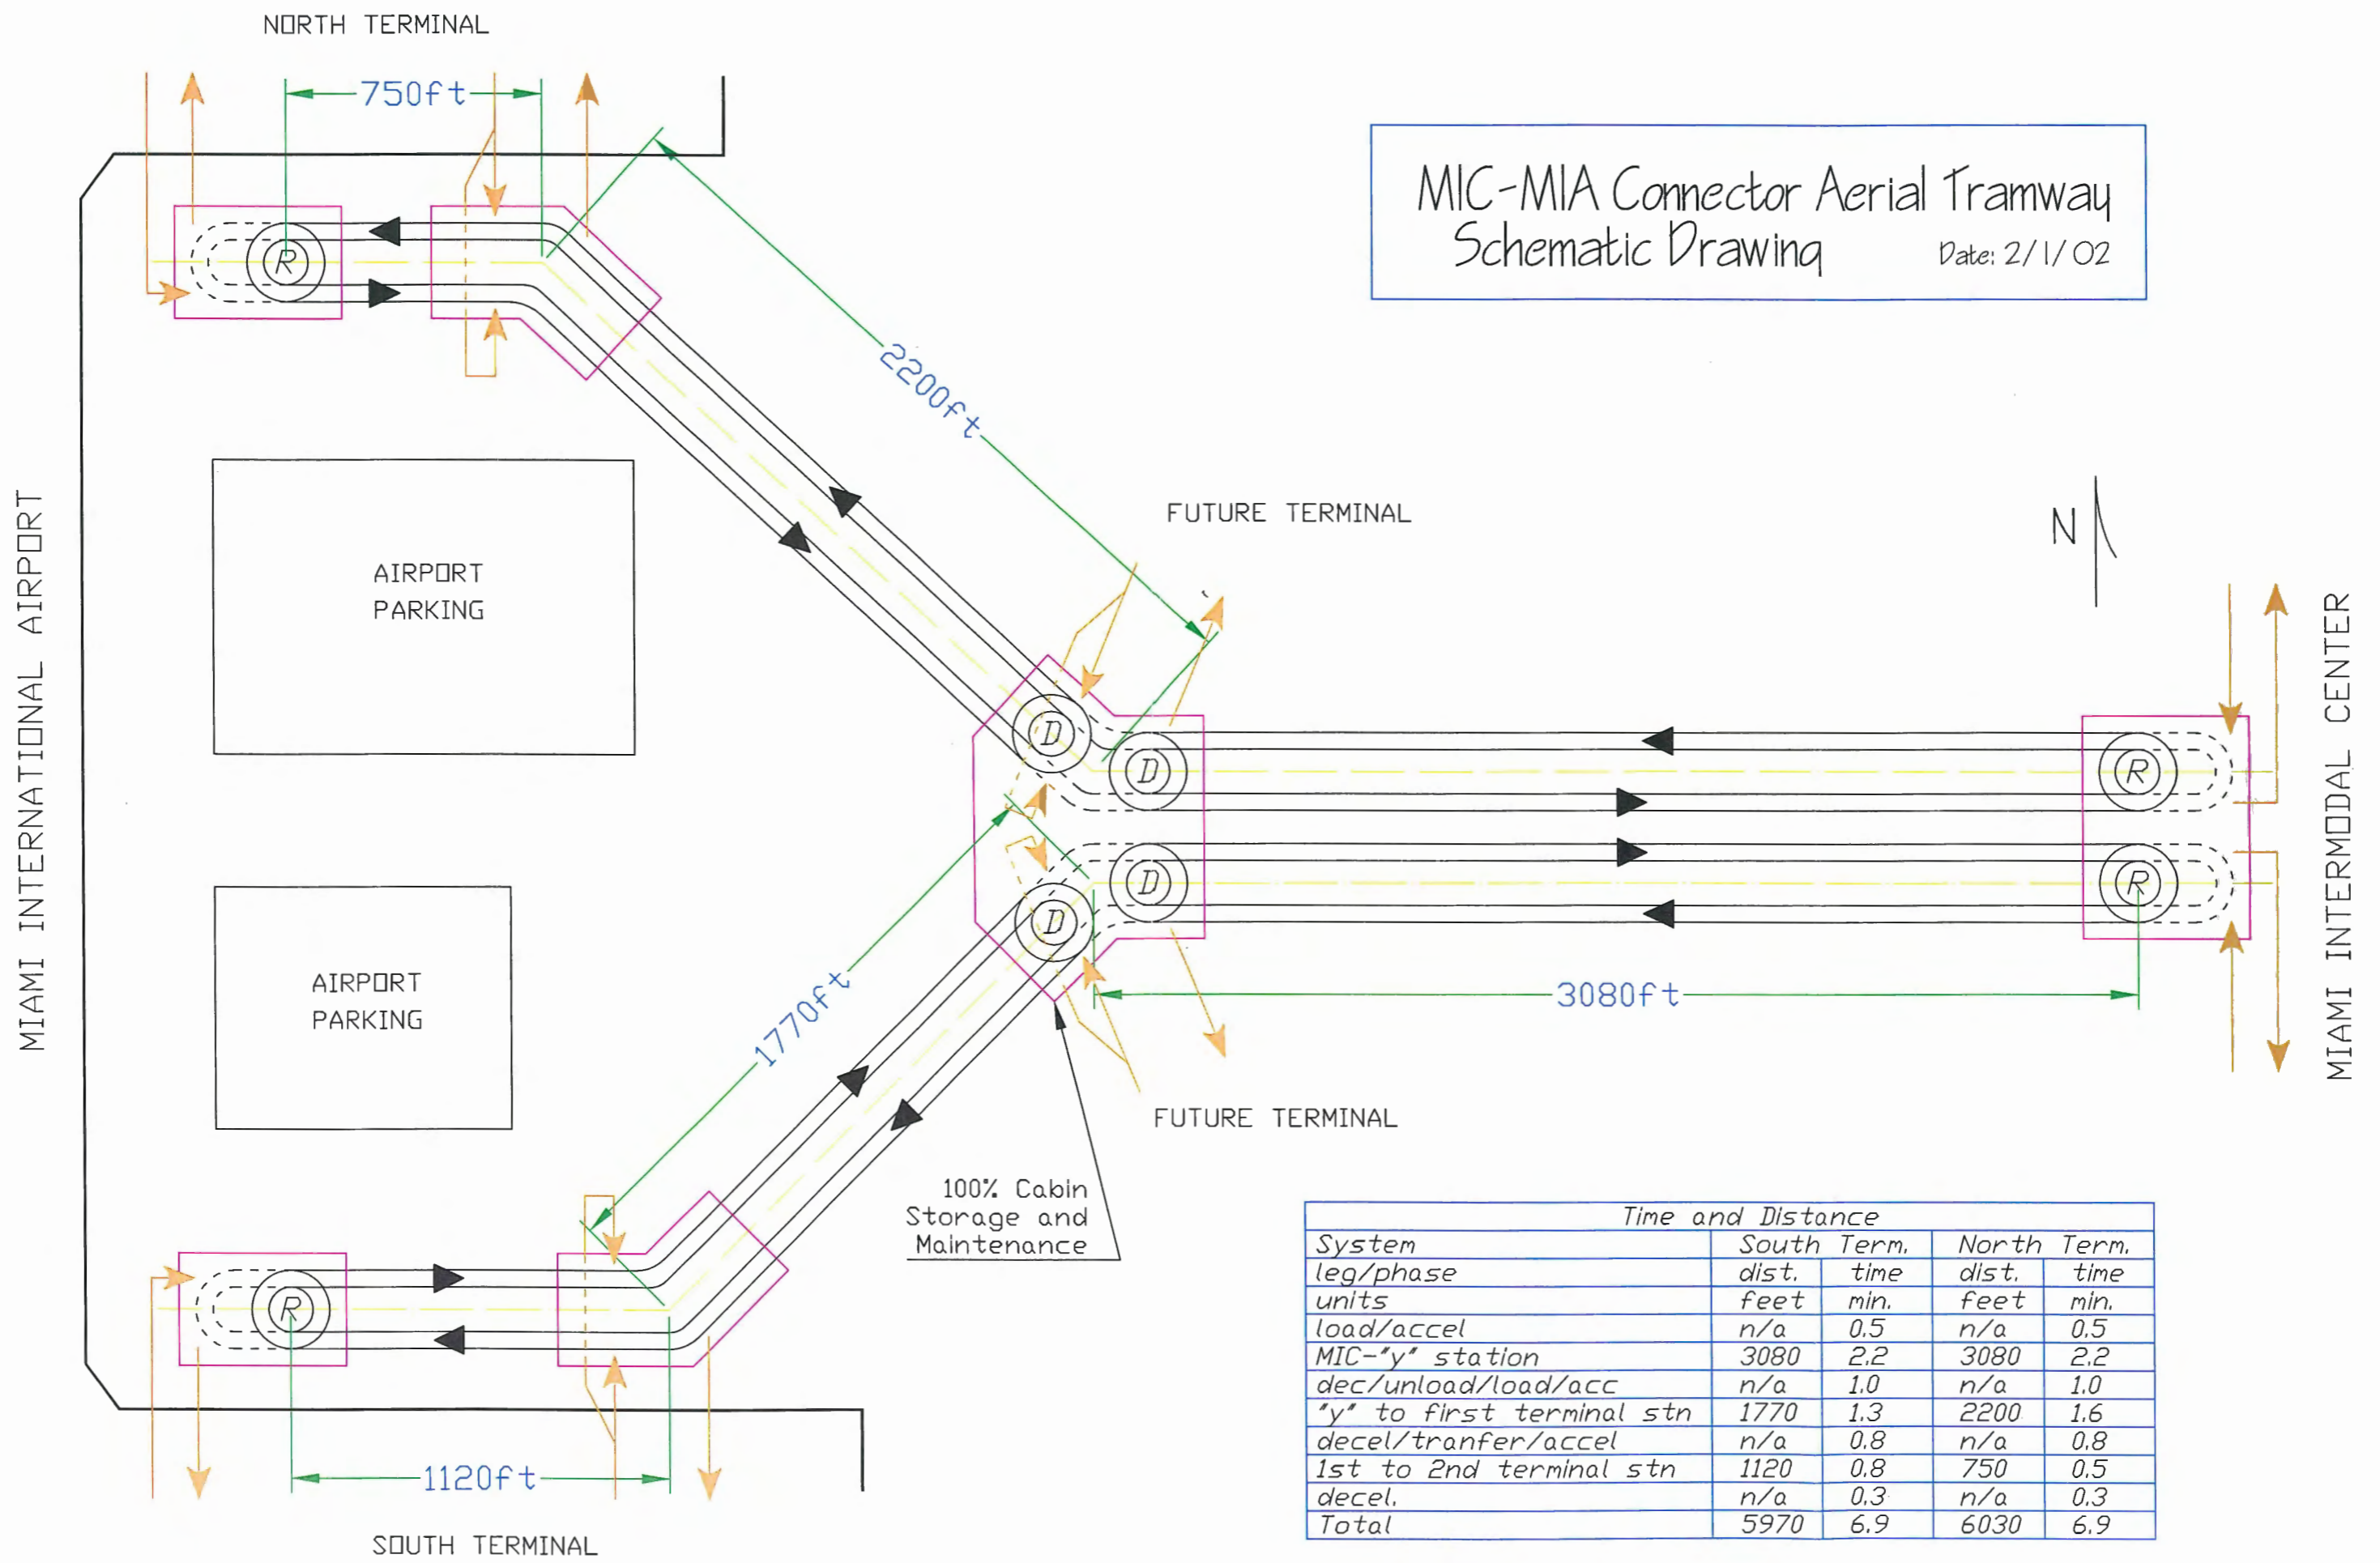 NORTH TERMINAL
750ft
MIC-MIA Connector Aerial Tramway
Schematic Drawing Date: 2/1/02
R
2200ft
MIAMI INTERNATIONAL AIRPORT
AIRPORT
PARKING
FUTURE TERMINAL
N
MIAMI INTERMODAL CENTER
D
D
R
D
D
R
AIRPORT
PARKING
1770ft
3080ft
FUTURE TERMINAL
100% Cabin
Storage and
Maintenance
R
1120ft
SOUTH TERMINAL
Time and Distance
System South Term. North Term.
leg/phase dist. time dist. time
units feet min. feet min.
load/accel n/a 0.5 n/a 0.5
MIC-"y" station 3080 2.2 3080 2.2
dec/unload/load/acc n/a 1.0 n/a 1.0
"y" to first terminal stn 1770 1.3 2200 1.6
decel/tranfer/accel n/a 0.8 n/a 0.8
1st to 2nd terminal stn 1120 0.8 750 0.5
decel. n/a 0.3 n/a 0.3
Total 5970 6.9 6030 6.9